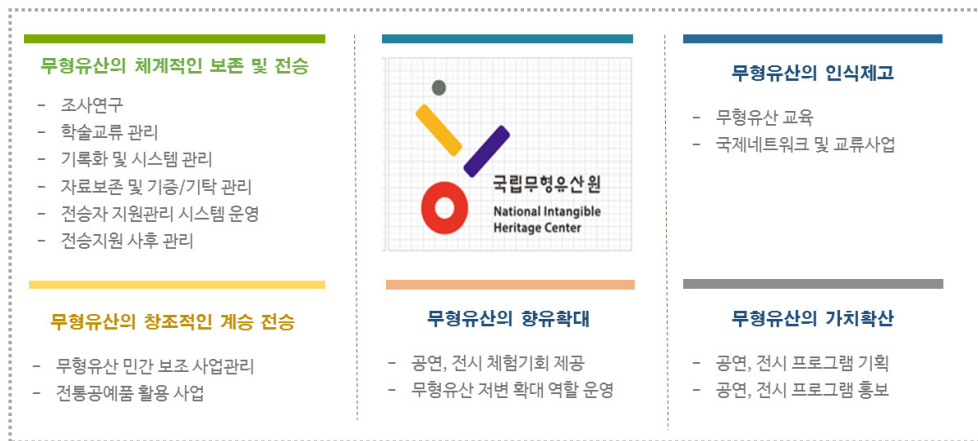 무형유산의 체계적인 보존 및 전승
- 조사연구
- 학술교류 관리
- 기록화 및 시스템 관리
- 자료보존 및 기증/기탁 관리
- 전승자 지원관리 시스템 운영
- 전승지원 사후 관리
국립무형유산원
National Intangible
Heritage Center
무형유산의 인식제고
- 무형유산 교육
- 국제네트워크 및 교류사업
무형유산의 창조적인 계승 전승
- 무형유산 민간 보조 사업관리
- 전통공예품 활용 사업
무형유산의 향유확대
- 공연, 전시 체험기회 제공
- 무형유산 저변 확대 역할 운영
무형유산의 가치확산
- 공연, 전시 프로그램 기획
- 공연, 전시 프로그램 홍보